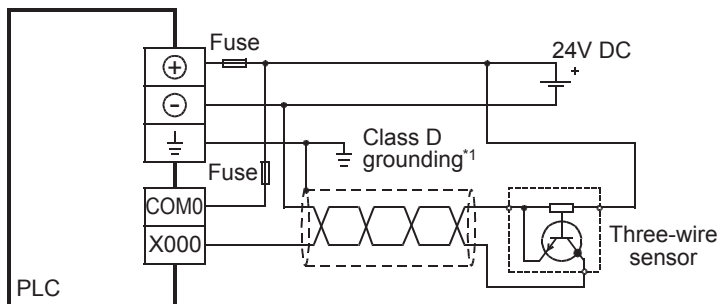 Fuse
24V DC
+
+
-
Class D
grounding*1
Fuse
COM0
X000
Three-wire
sensor
PLC